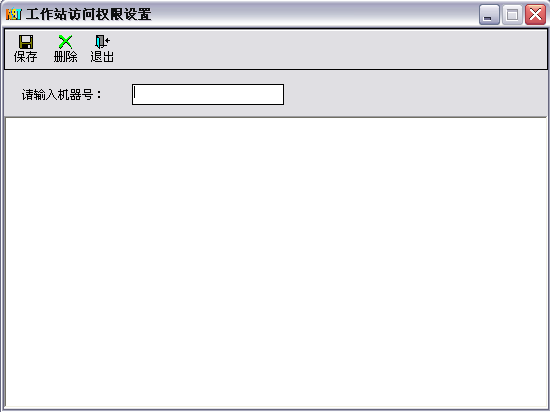 工作站访问权限设置
保存 删除 退出
请输入机器号：